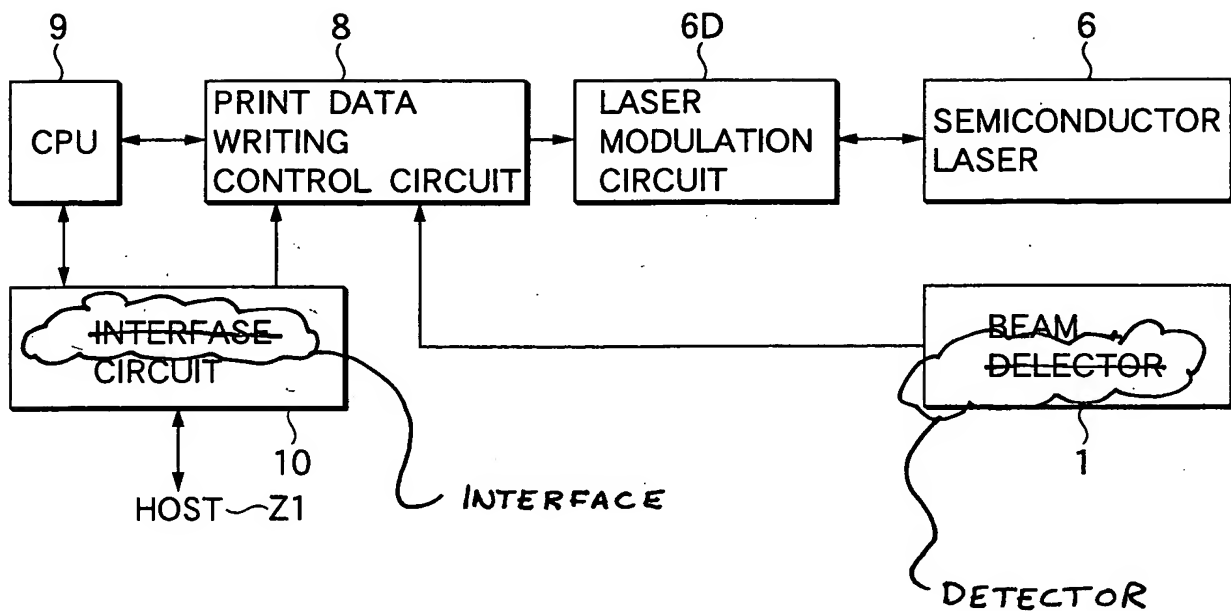 9
8
6D
6
CPU
PRINT DATA
WRITING
CONTROL CIRCUIT
LASER
MODULATION
CIRCUIT
SEMICONDUCTOR
LASER
INTERFASE
CIRCUIT
BEAM
DELECTOR
10
1
HOST Z1
INTERFACE
DETECTOR